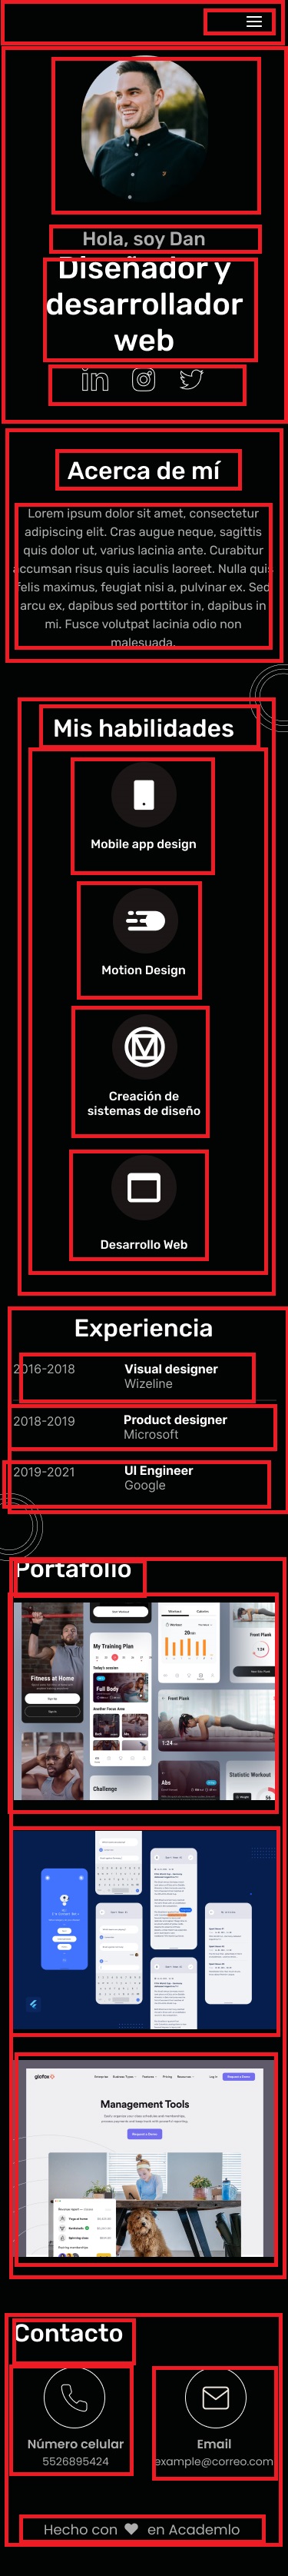 Hola, soy Dan
Diseñador y
desarrollador
web
in
Acerca de mí
Lorem ipsum dolor sit amet, consectetur
adipiscing elit. Cras augue neque, sagittis
quis dolor ut, varius lacinia ante. Curabitur
accumsan risus quis iaculis laoreet. Nulla quis
felis maximus, feugiat nisi a, pulvinar ex. Sed
arcu ex, dapibus sed porttitor in, dapibus in
mi. Fusce volutpat lacinia odio non
malesuada.
Mis habilidades
Mobile app design
Motion Design
Creación de
sistemas de diseño
Desarrollo Web
Experiencia
2016-2018 Visual designer
Wizeline
2018-2019 Product designer
Microsoft
2019-2021 UI Engineer
Google
Portafolio
Fitness at Home
My Training Plan
Full Body
Challenge
Front Plank
1:24
Abs
Front Plank
Statistic Workout
glofox
Management Tools
Contacto
Número celular
5526895424
Email
example@correo.com
Hecho con en Academlo